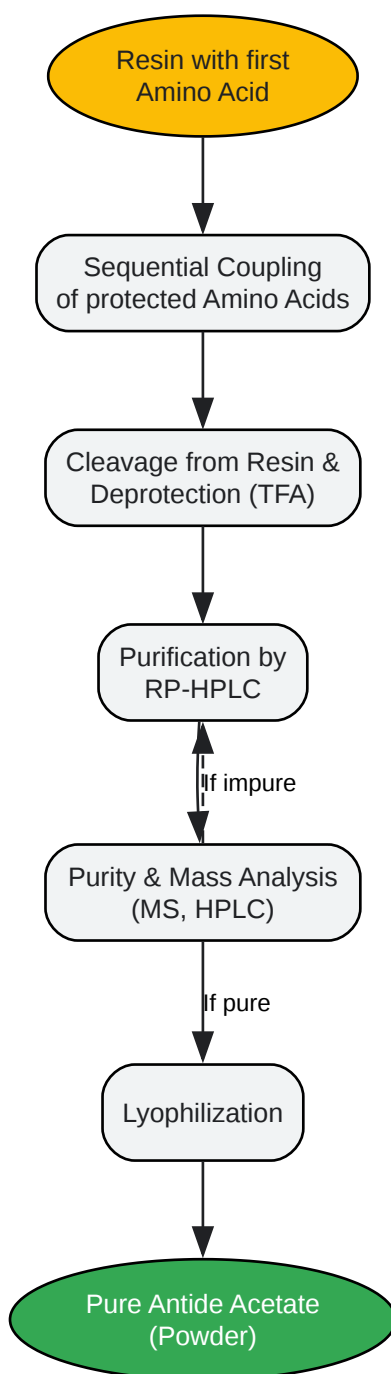 Resin with first
Amino Acid
Sequential Coupling
of protected Amino Acids
Cleavage from Resin &
Deprotection (TFA)
Purification by
RP-HPLC
If impure
Purity & Mass Analysis
(MS, HPLC)
If pure
Lyophilization
Pure Antide Acetate
(Powder)